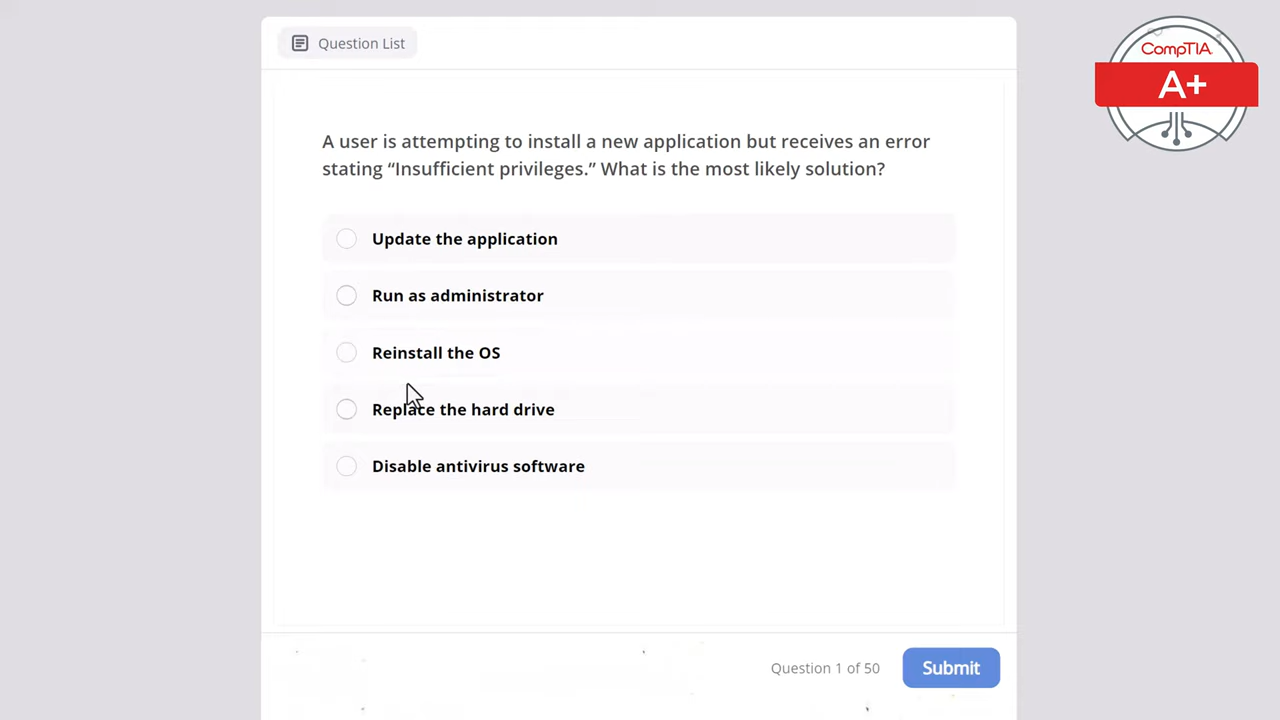 Question List
CompTIA.
A+
A user is attempting to install a new application but receives an error
stating “Insufficient privileges.” What is the most likely solution?
Update the application
Run as administrator
Reinstall the OS
Replace the hard drive
Disable antivirus software
Question 1 of 50
Submit